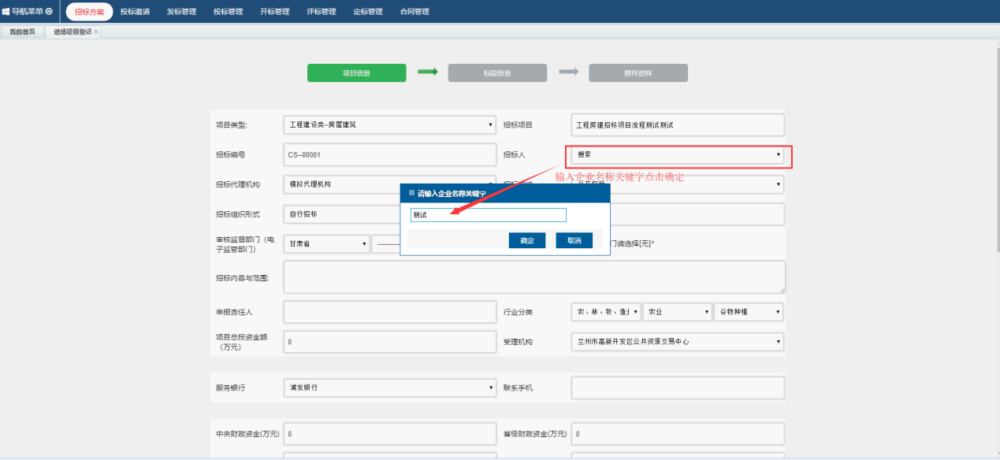 导航菜单 招标方案 投标邀请 发标管理 投标管理 开标管理 评标管理 定标管理 合同管理
我的首页 进场项目登记 ×
项目信息 标段信息 附件资料
项目类型: 工程建设类--房屋建筑 招标项目 工程房建招标项目流程测试测试
招标编号 CS--00001 招标人 搜索
输入企业名称关键字点击确定
招标代理机构 模拟代理机构
请输入企业名称关键字
招标组织形式 自行招标 测试
审核监督部门（电
子监管部门） 甘肃省 门请选择[无]*
确定 取消
招标内容与范围:
申报责任人 行业分类 农、林、牧、渔 农业 谷物种植
项目总投资金额
（万元） 0 受理机构 兰州市高新开发区公共资源交易中心
服务银行 浦发银行 联系手机
中央财政资金(万元) 0 省级财政资金(万元) 0